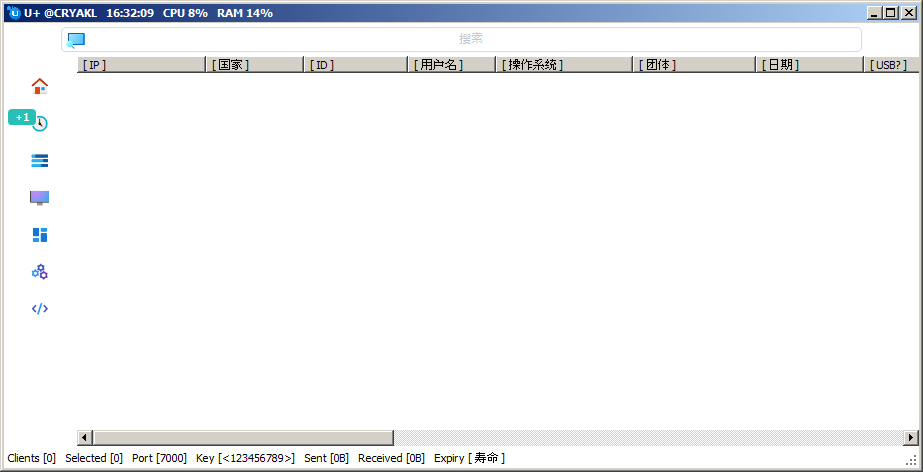 U+ @CRYAKL 16:32:09 CPU 8% RAM 14%
搜索
[ IP ] [ 国家 ] [ ID ] [ 用户名 ] [ 操作系统 ] [ 团体 ] [ 日期 ] [ USB? ]
+1
Clients [0] Selected [0] Port [7000] Key [<123456789>] Sent [0B] Received [0B] Expiry [ 寿命 ]